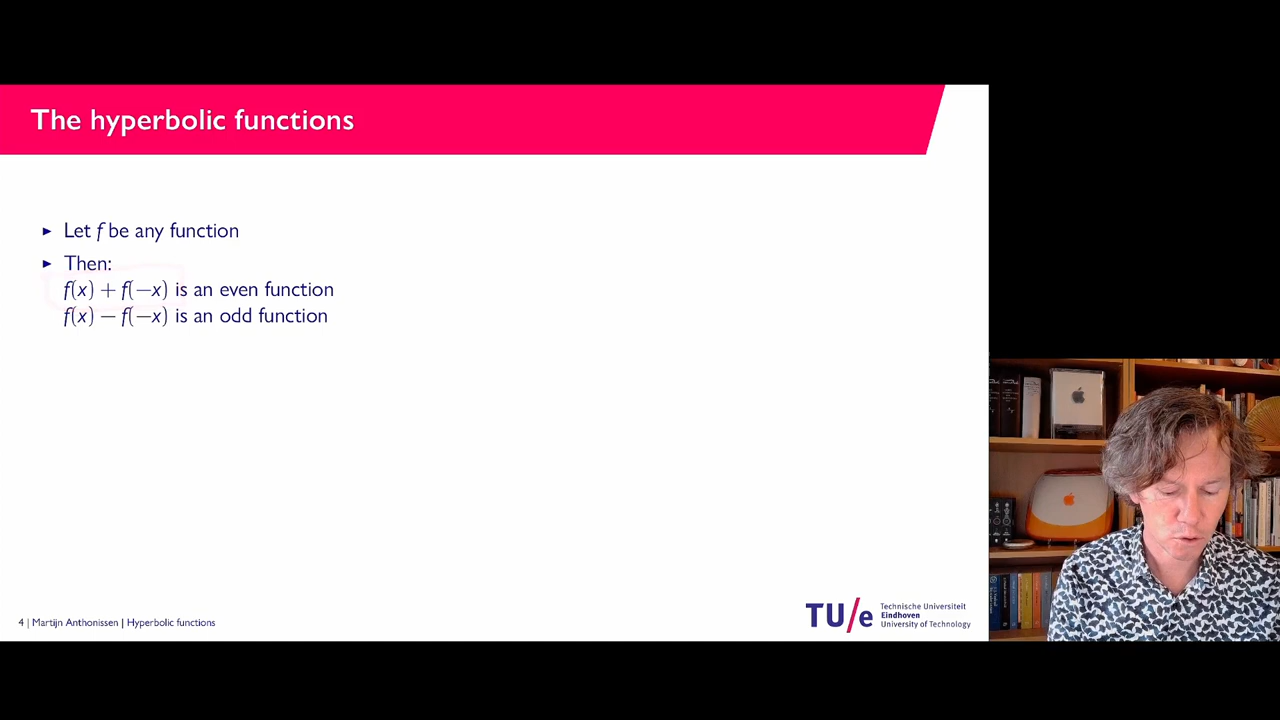 The hyperbolic functions
▸ Let f be any function
▸ Then:
f(x) + f(−x) is an even function
f(x) − f(−x) is an odd function
4 | Martijn Anthonissen | Hyperbolic functions
TU/e
Technische Universiteit
Eindhoven
University of Technology